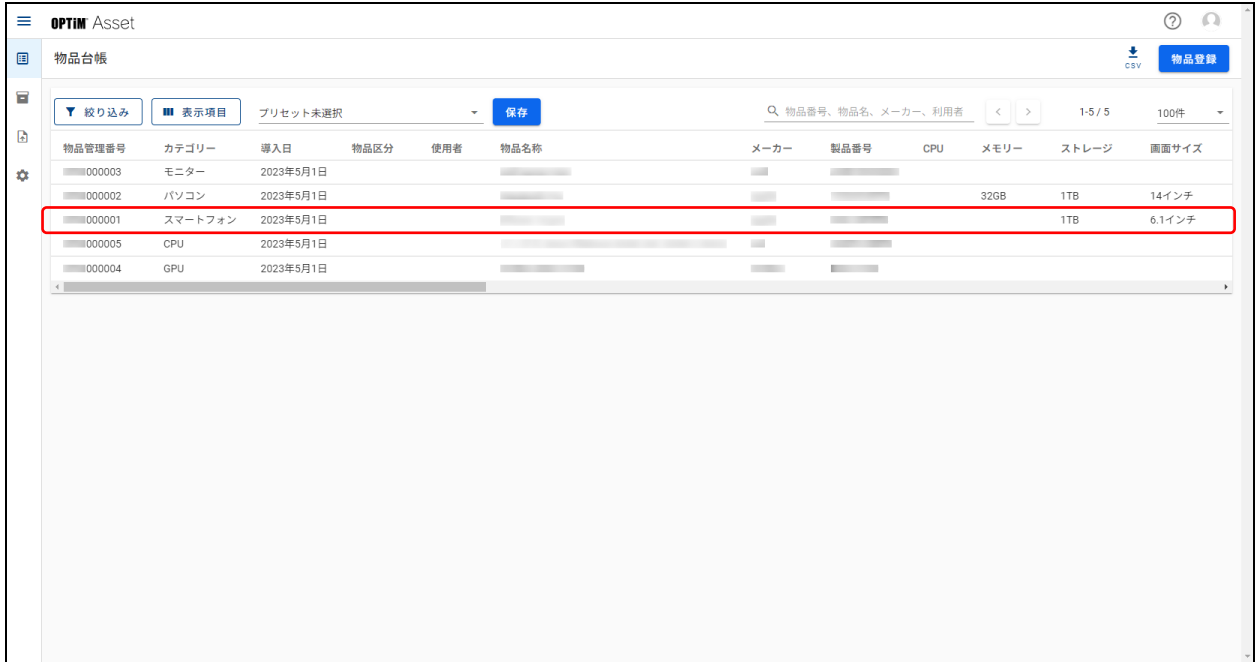 OPTiM Asset
物品台帳
CSV
物品登録
絞り込み 表示項目 プリセット未選択 保存 物品番号、物品名、メーカー、利用者 1-5 / 5 100件
物品管理番号 カテゴリー 導入日 物品区分 使用者 物品名称 メーカー 製品番号 CPU メモリー ストレージ 画面サイズ
000003 モニター 2023年5月1日
000002 パソコン 2023年5月1日 32GB 1TB 14インチ
000001 スマートフォン 2023年5月1日 1TB 6.1インチ
000005 CPU 2023年5月1日
000004 GPU 2023年5月1日